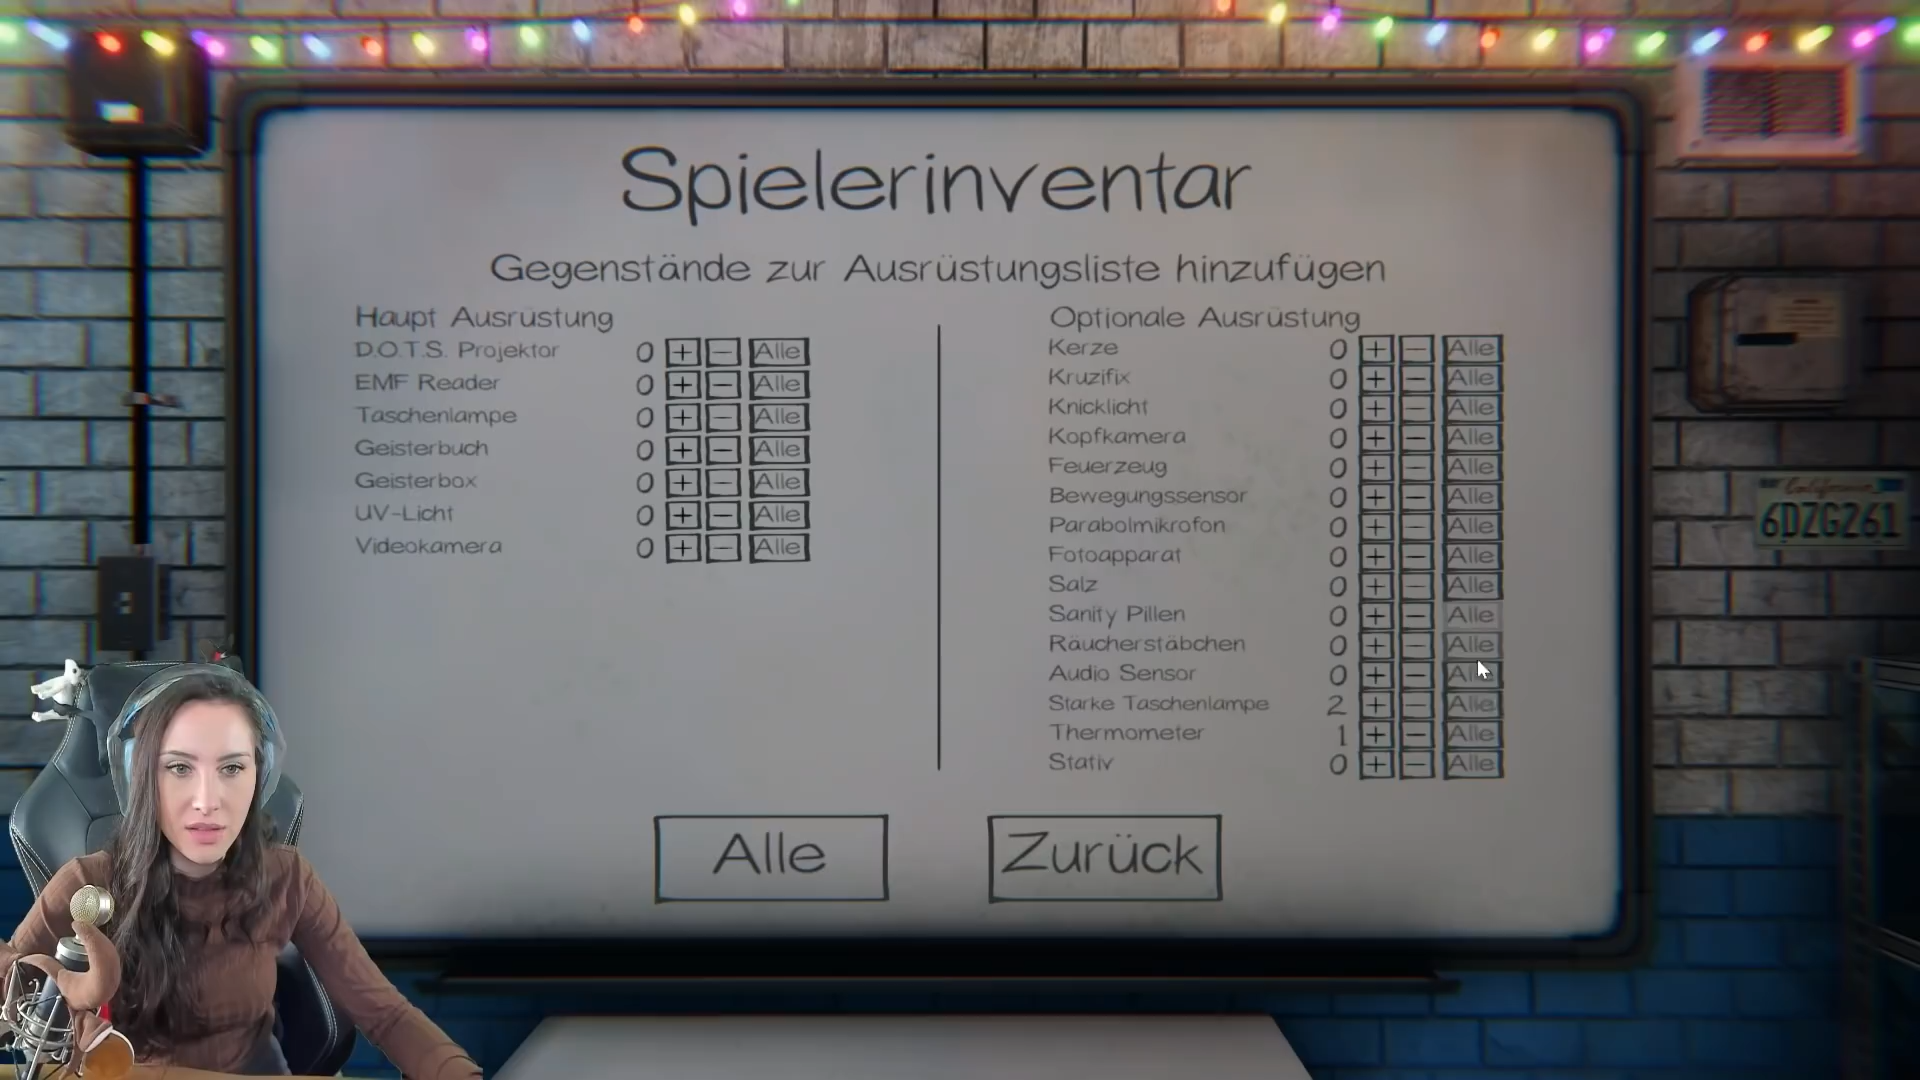 Spielerinventar
Gegenstände zur Ausrüstungsliste hinzufügen
Haupt Ausrüstung
D.O.T.S. Projektor 0 + - Alle
EMF Reader 0 + - Alle
Taschenlampe 0 + - Alle
Geisterbuch 0 + - Alle
Geisterbox 0 + - Alle
UV-Licht 0 + - Alle
Videokamera 0 + - Alle
Optionale Ausrüstung
Kerze 0 + - Alle
Kruzifix 0 + - Alle
Knicklicht 0 + - Alle
Kopfkamera 0 + - Alle
Feuerzeug 0 + - Alle
Bewegungssensor 0 + - Alle
Parabolmikrofon 0 + - Alle
Fotoapparat 0 + - Alle
Salz 0 + - Alle
Sanity Pillen 0 + - Alle
Räucherstäbchen 0 + - Alle
Audio Sensor 0 + - Alle
Starke Taschenlampe 2 + - Alle
Thermometer 1 + - Alle
Stativ 0 + - Alle
Alle
Zurück
California
6DZG261